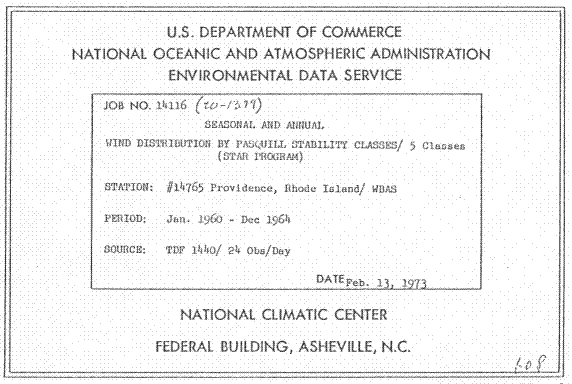 U.S. DEPARTMENT OF COMMERCE
NATIONAL OCEANIC AND ATMOSPHERIC ADMINISTRATION
ENVIRONMENTAL DATA SERVICE
JOB NO. 14116 (TO-1379)
SEASONAL AND ANNUAL
WIND DISTRIBUTION BY PASQUILL STABILITY CLASSES/ 5 Classes
(STAR PROGRAM)
STATION: #14765 Providence, Rhode Island/ WBAS
PERIOD: Jan. 1960 - Dec 1964
SOURCE: TDF 1440/ 24 Obs/Day
DATE Feb. 13, 1973
NATIONAL CLIMATIC CENTER
FEDERAL BUILDING, ASHEVILLE, N.C.